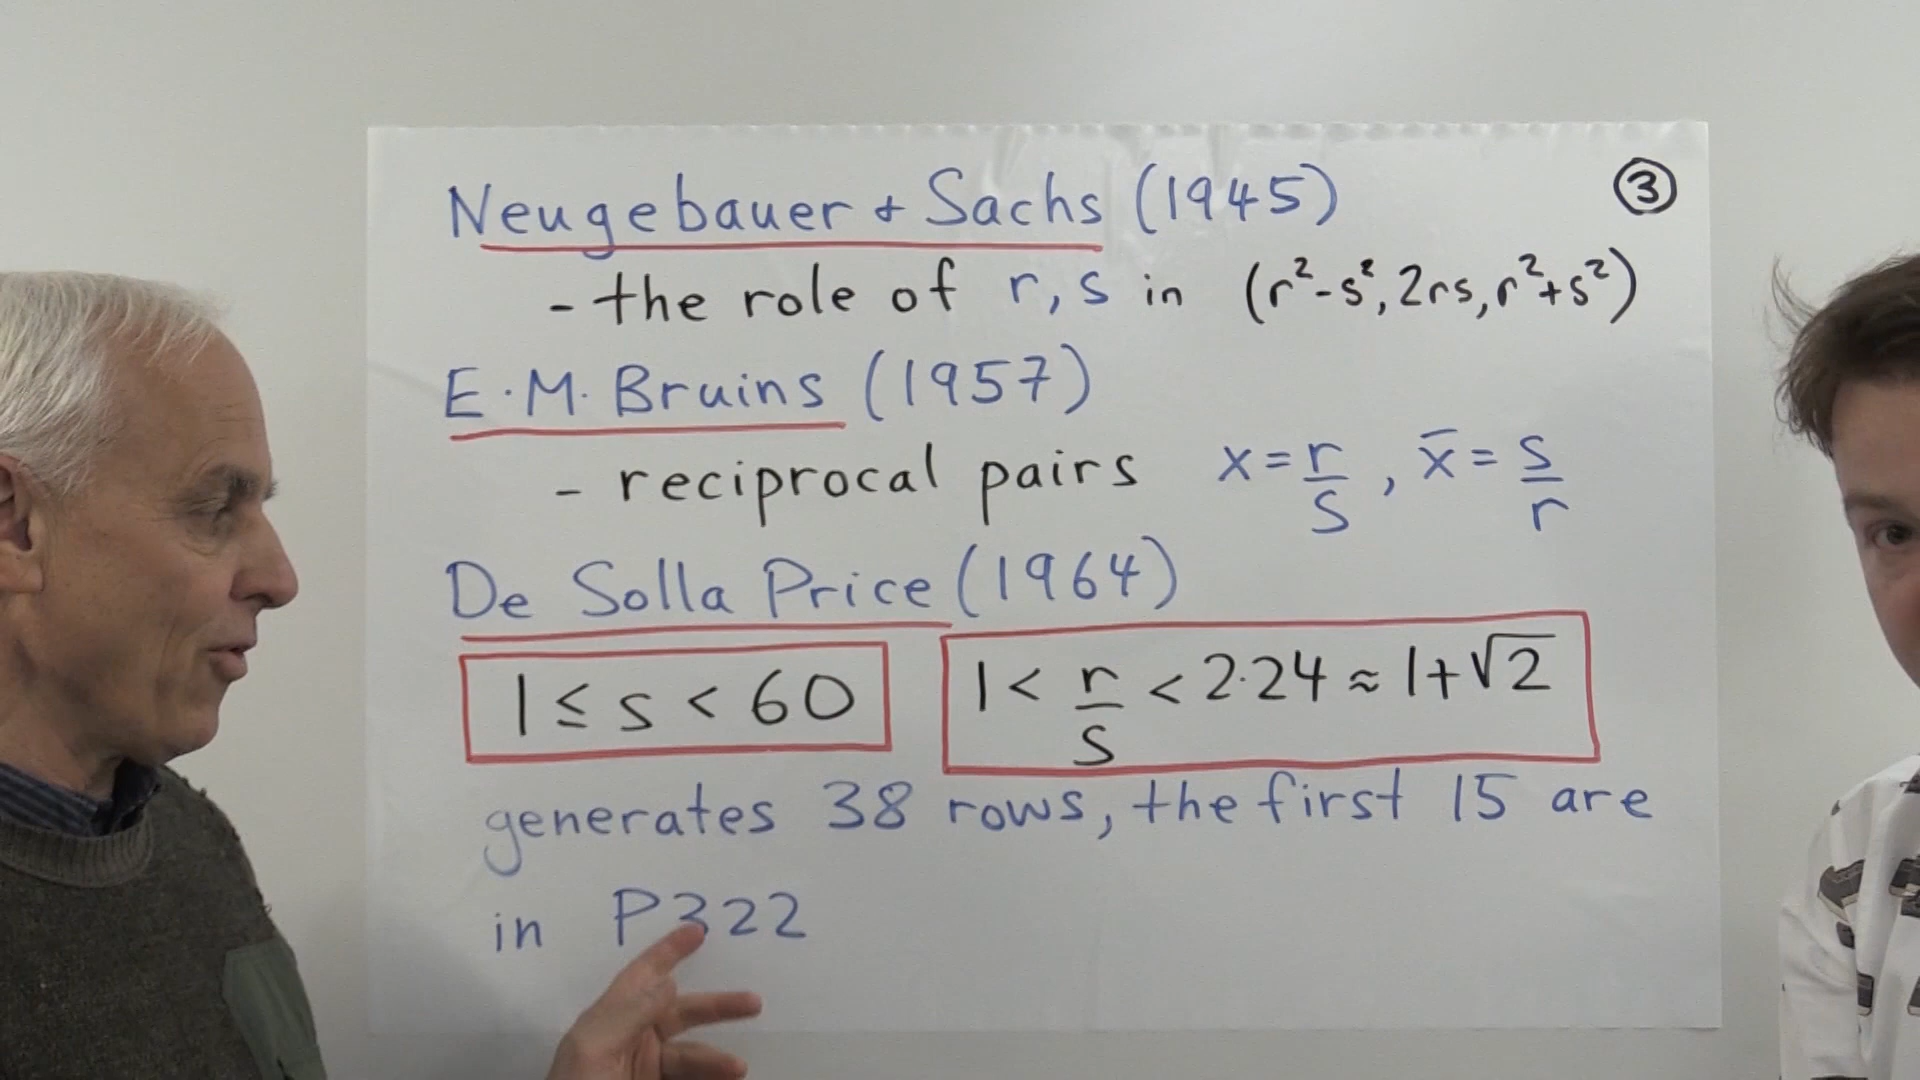 Neugebauer + Sachs (1945) ③
- the role of r, s in (r²-s², 2rs, r²+s²)
E.M. Bruins (1957)
- reciprocal pairs x = r/s, x̄ = s/r
De Solla Price (1964)
1 ≤ s < 60 1 < r/s < 2·24 ≈ 1+√2
generates 38 rows, the first 15 are
in P322